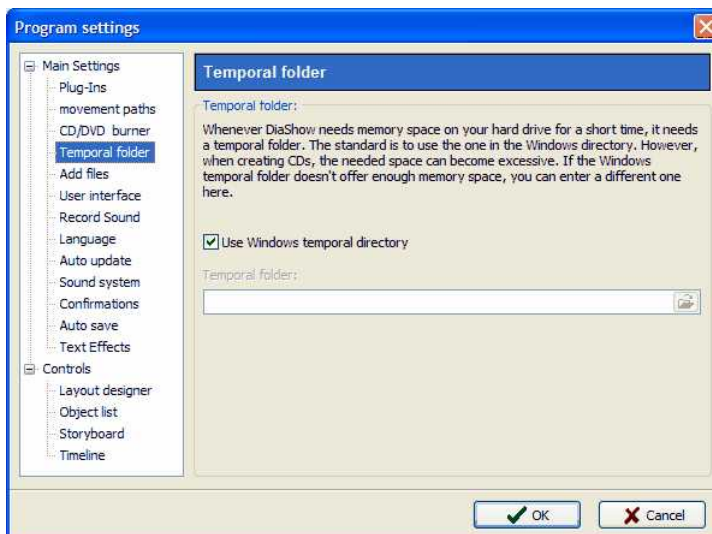 Program settings
Main Settings
Plug-Ins
movement paths
CD/DVD burner
Temporal folder
Add files
User interface
Record Sound
Language
Auto update
Sound system
Confirmations
Auto save
Text Effects
Controls
Layout designer
Object list
Storyboard
Timeline
Temporal folder
Temporal folder:
Whenever DiaShow needs memory space on your hard drive for a short time, it needs
a temporal folder. The standard is to use the one in the Windows directory. However,
when creating CDs, the needed space can become excessive. If the Windows
temporal folder doesn't offer enough memory space, you can enter a different one
here.
Use Windows temporal directory
Temporal folder:
OK
Cancel